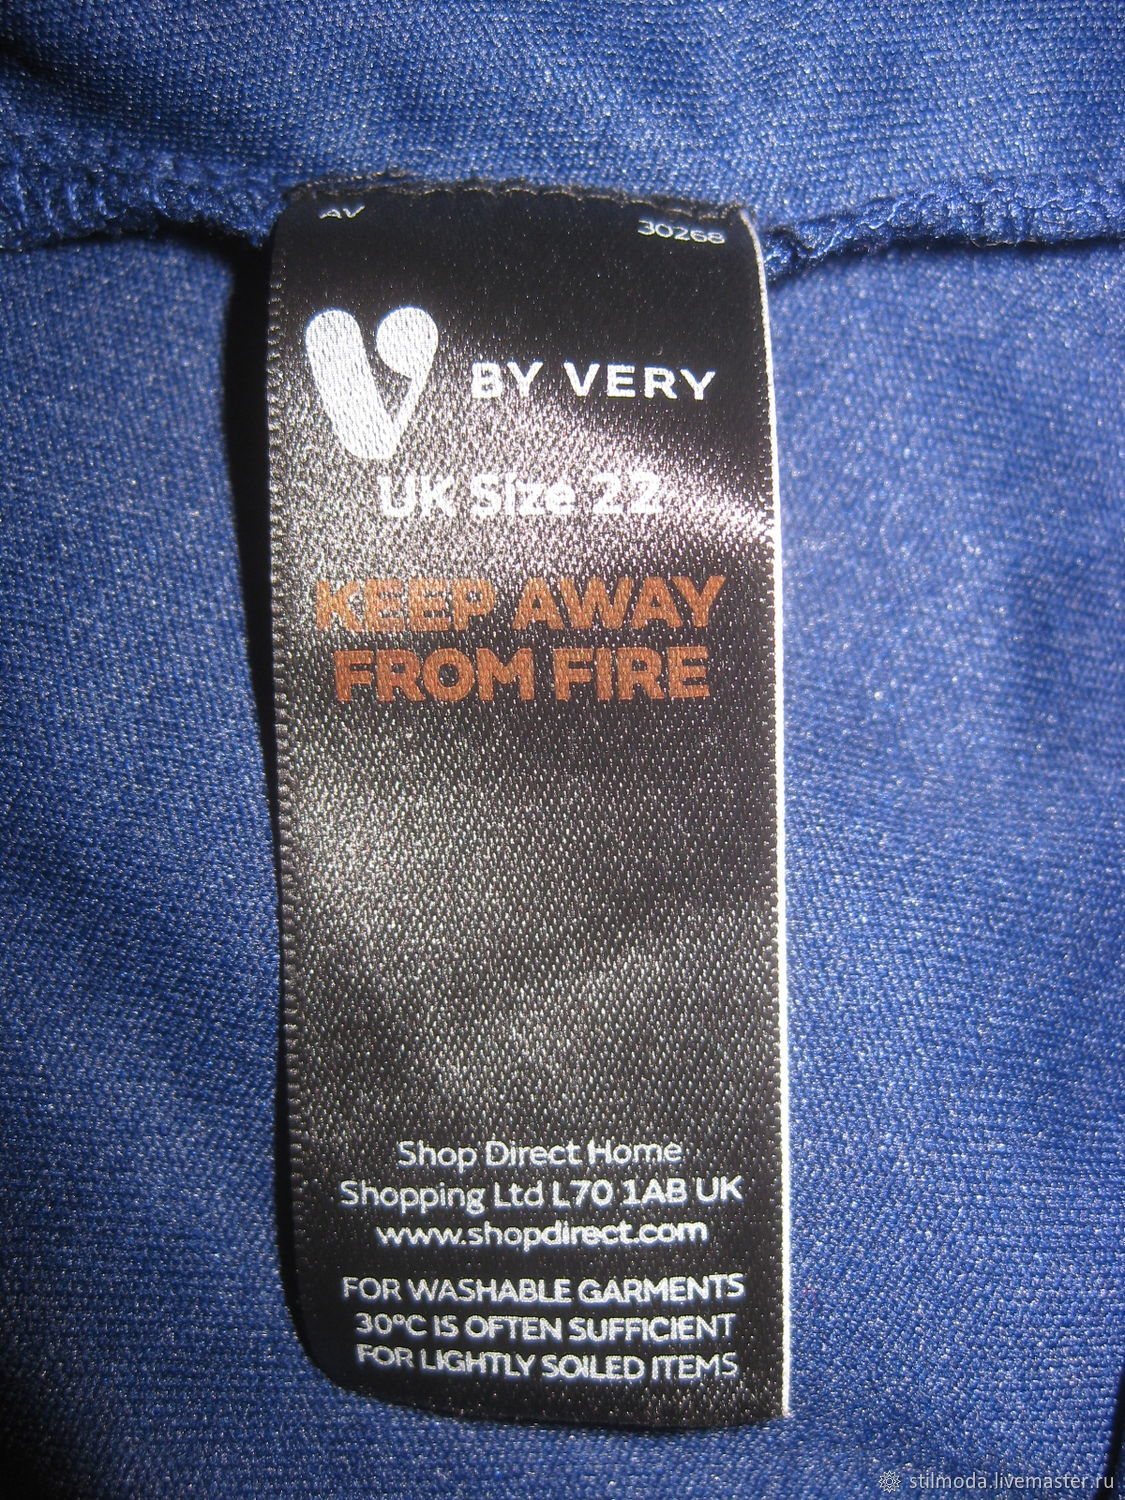 AV 30268
V BY VERY
UK Size 22
KEEP AWAY
FROM FIRE
Shop Direct Home
Shopping Ltd L70 1AB UK
www.shopdirect.com
FOR WASHABLE GARMENTS
30°C IS OFTEN SUFFICIENT
FOR LIGHTLY SOILED ITEMS
stilmoda.livemaster.ru